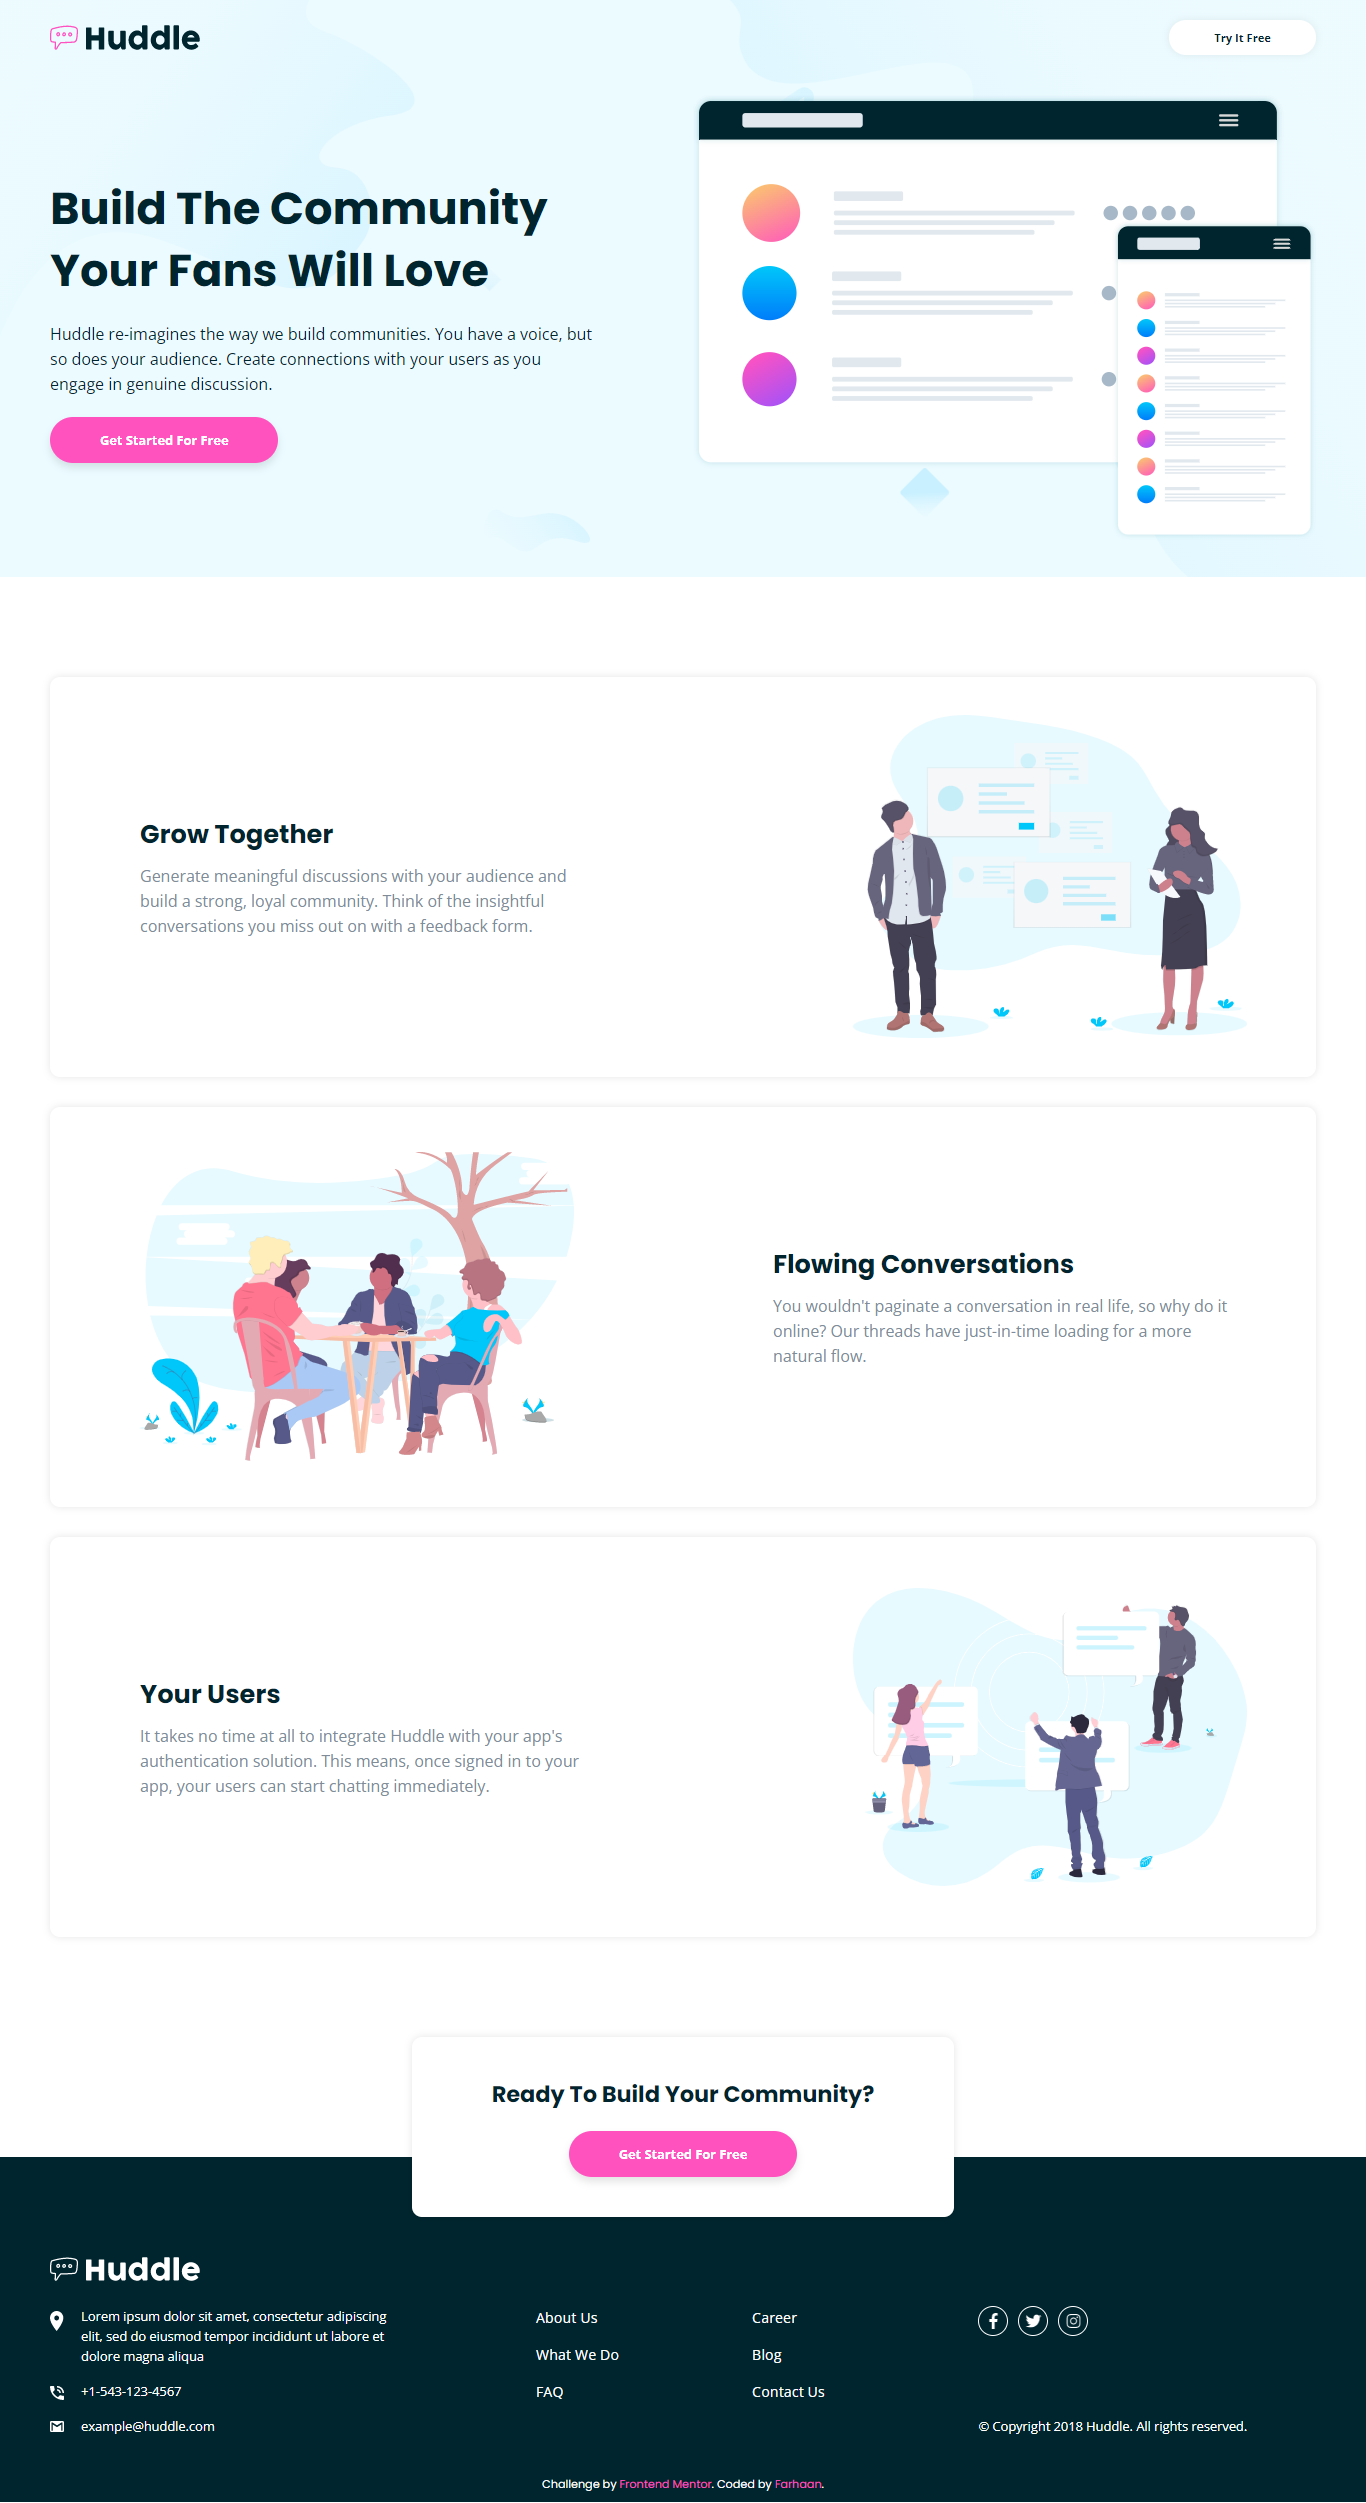 Huddle
Try It Free
Build The Community
Your Fans Will Love
Huddle re-imagines the way we build communities. You have a voice, but
so does your audience. Create connections with your users as you
engage in genuine discussion.
Get Started For Free
Grow Together
Generate meaningful discussions with your audience and
build a strong, loyal community. Think of the insightful
conversations you miss out on with a feedback form.
Flowing Conversations
You wouldn't paginate a conversation in real life, so why do it
online? Our threads have just-in-time loading for a more
natural flow.
Your Users
It takes no time at all to integrate Huddle with your app's
authentication solution. This means, once signed in to your
app, your users can start chatting immediately.
Ready To Build Your Community?
Get Started For Free
Huddle
Lorem ipsum dolor sit amet, consectetur adipiscing
elit, sed do eiusmod tempor incididunt ut labore et
dolore magna aliqua
+1-543-123-4567
example@huddle.com
About Us
What We Do
FAQ
Career
Blog
Contact Us
© Copyright 2018 Huddle. All rights reserved.
Challenge by Frontend Mentor. Coded by Farhaan.